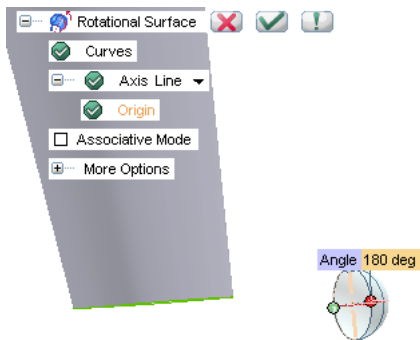 Rotational Surface
Curves
Axis Line
Origin
Associative Mode
More Options
Angle 180 deg